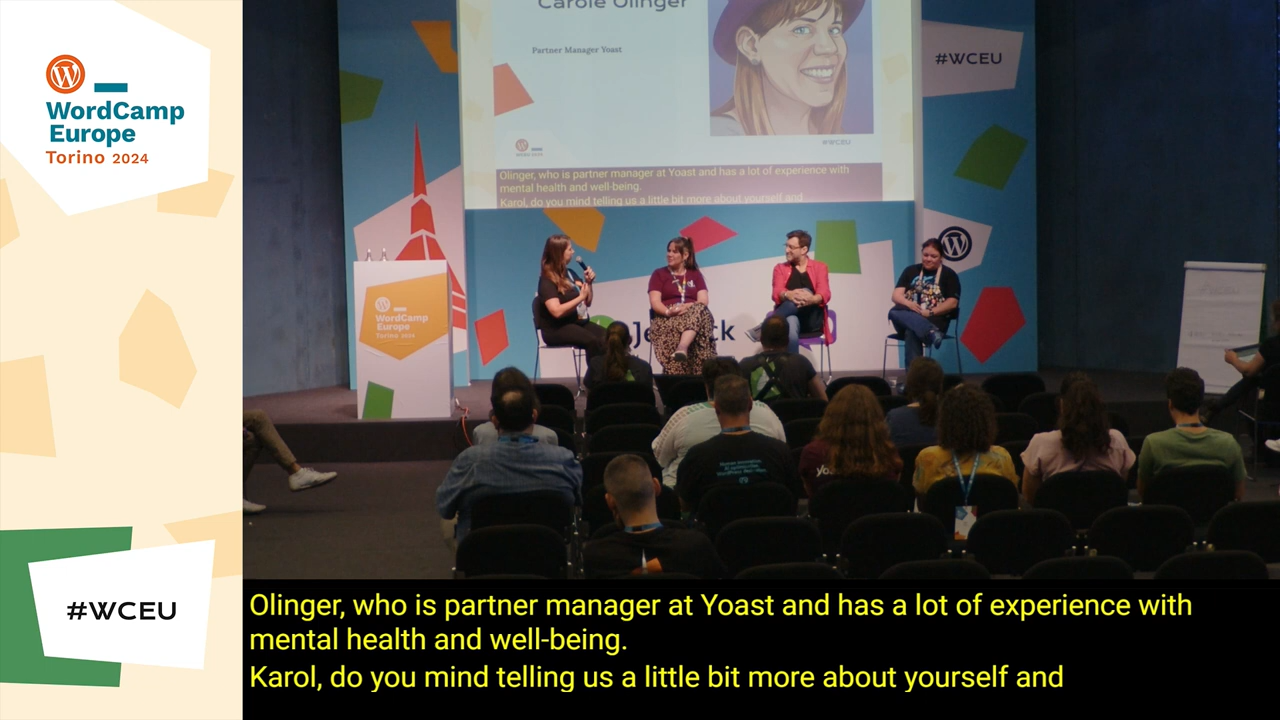 WordCamp
Europe
Torino 2024
#WCEU
Carole Olinger
Partner Manager Yoast
#WCEU
#WCEU
Olinger, who is partner manager at Yoast and has a lot of experience with
mental health and well-being.
Karol, do you mind telling us a little bit more about yourself and
WordCamp
Europe
Torino 2024
Olinger, who is partner manager at Yoast and has a lot of experience with
mental health and well-being.
Karol, do you mind telling us a little bit more about yourself and